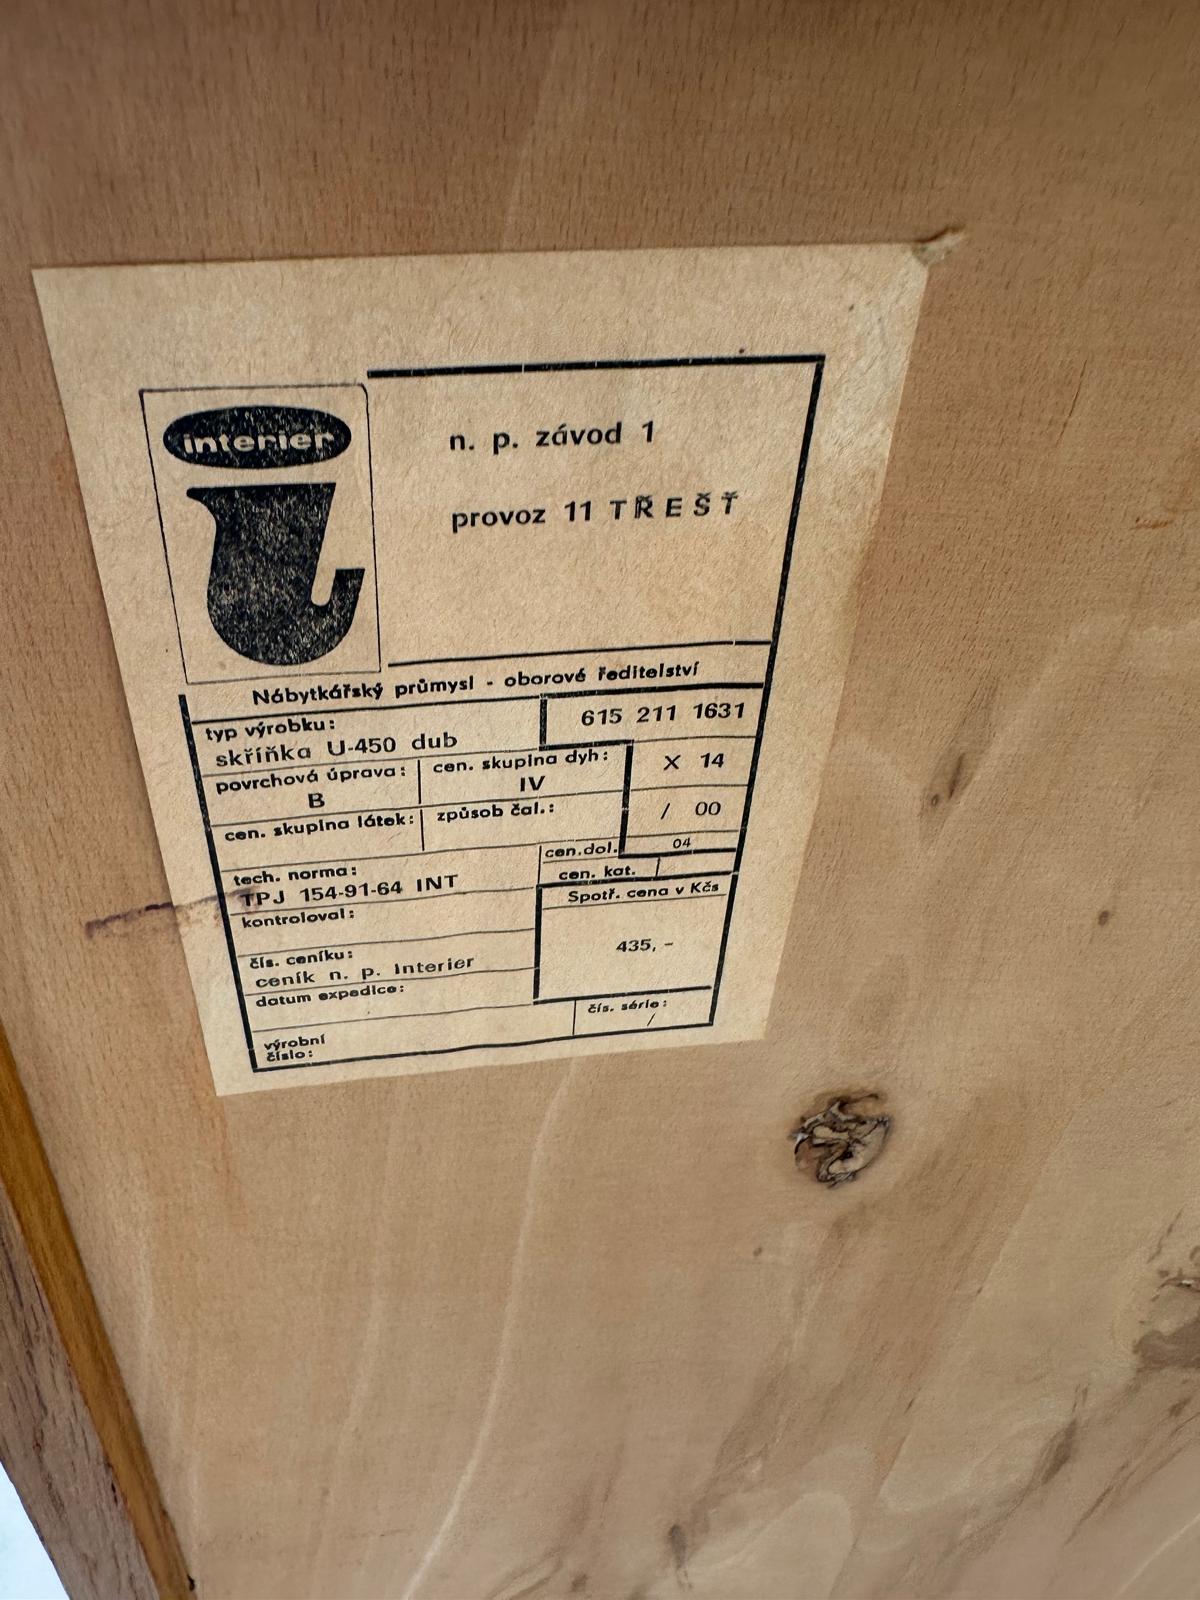 interier
n. p. závod 1
provoz 11 TŘEŠŤ
Nábytkářský průmysl - oborové ředitelství
typ výrobku:
skříňka U-450 dub
615 211 1631
povrchová úprava:
B
cen. skupina dyh:
IV
X 14
cen. skupina látek:
způsob čal.:
/ 00
tech. norma:
TPJ 154-91-64 INT
cen.dol.
04
cen. kat.
kontroloval:
Spotř. cena v Kčs
435,-
čís. ceníku:
ceník n. p. Interier
datum expedice:
čís. série:
/
výrobní
číslo: